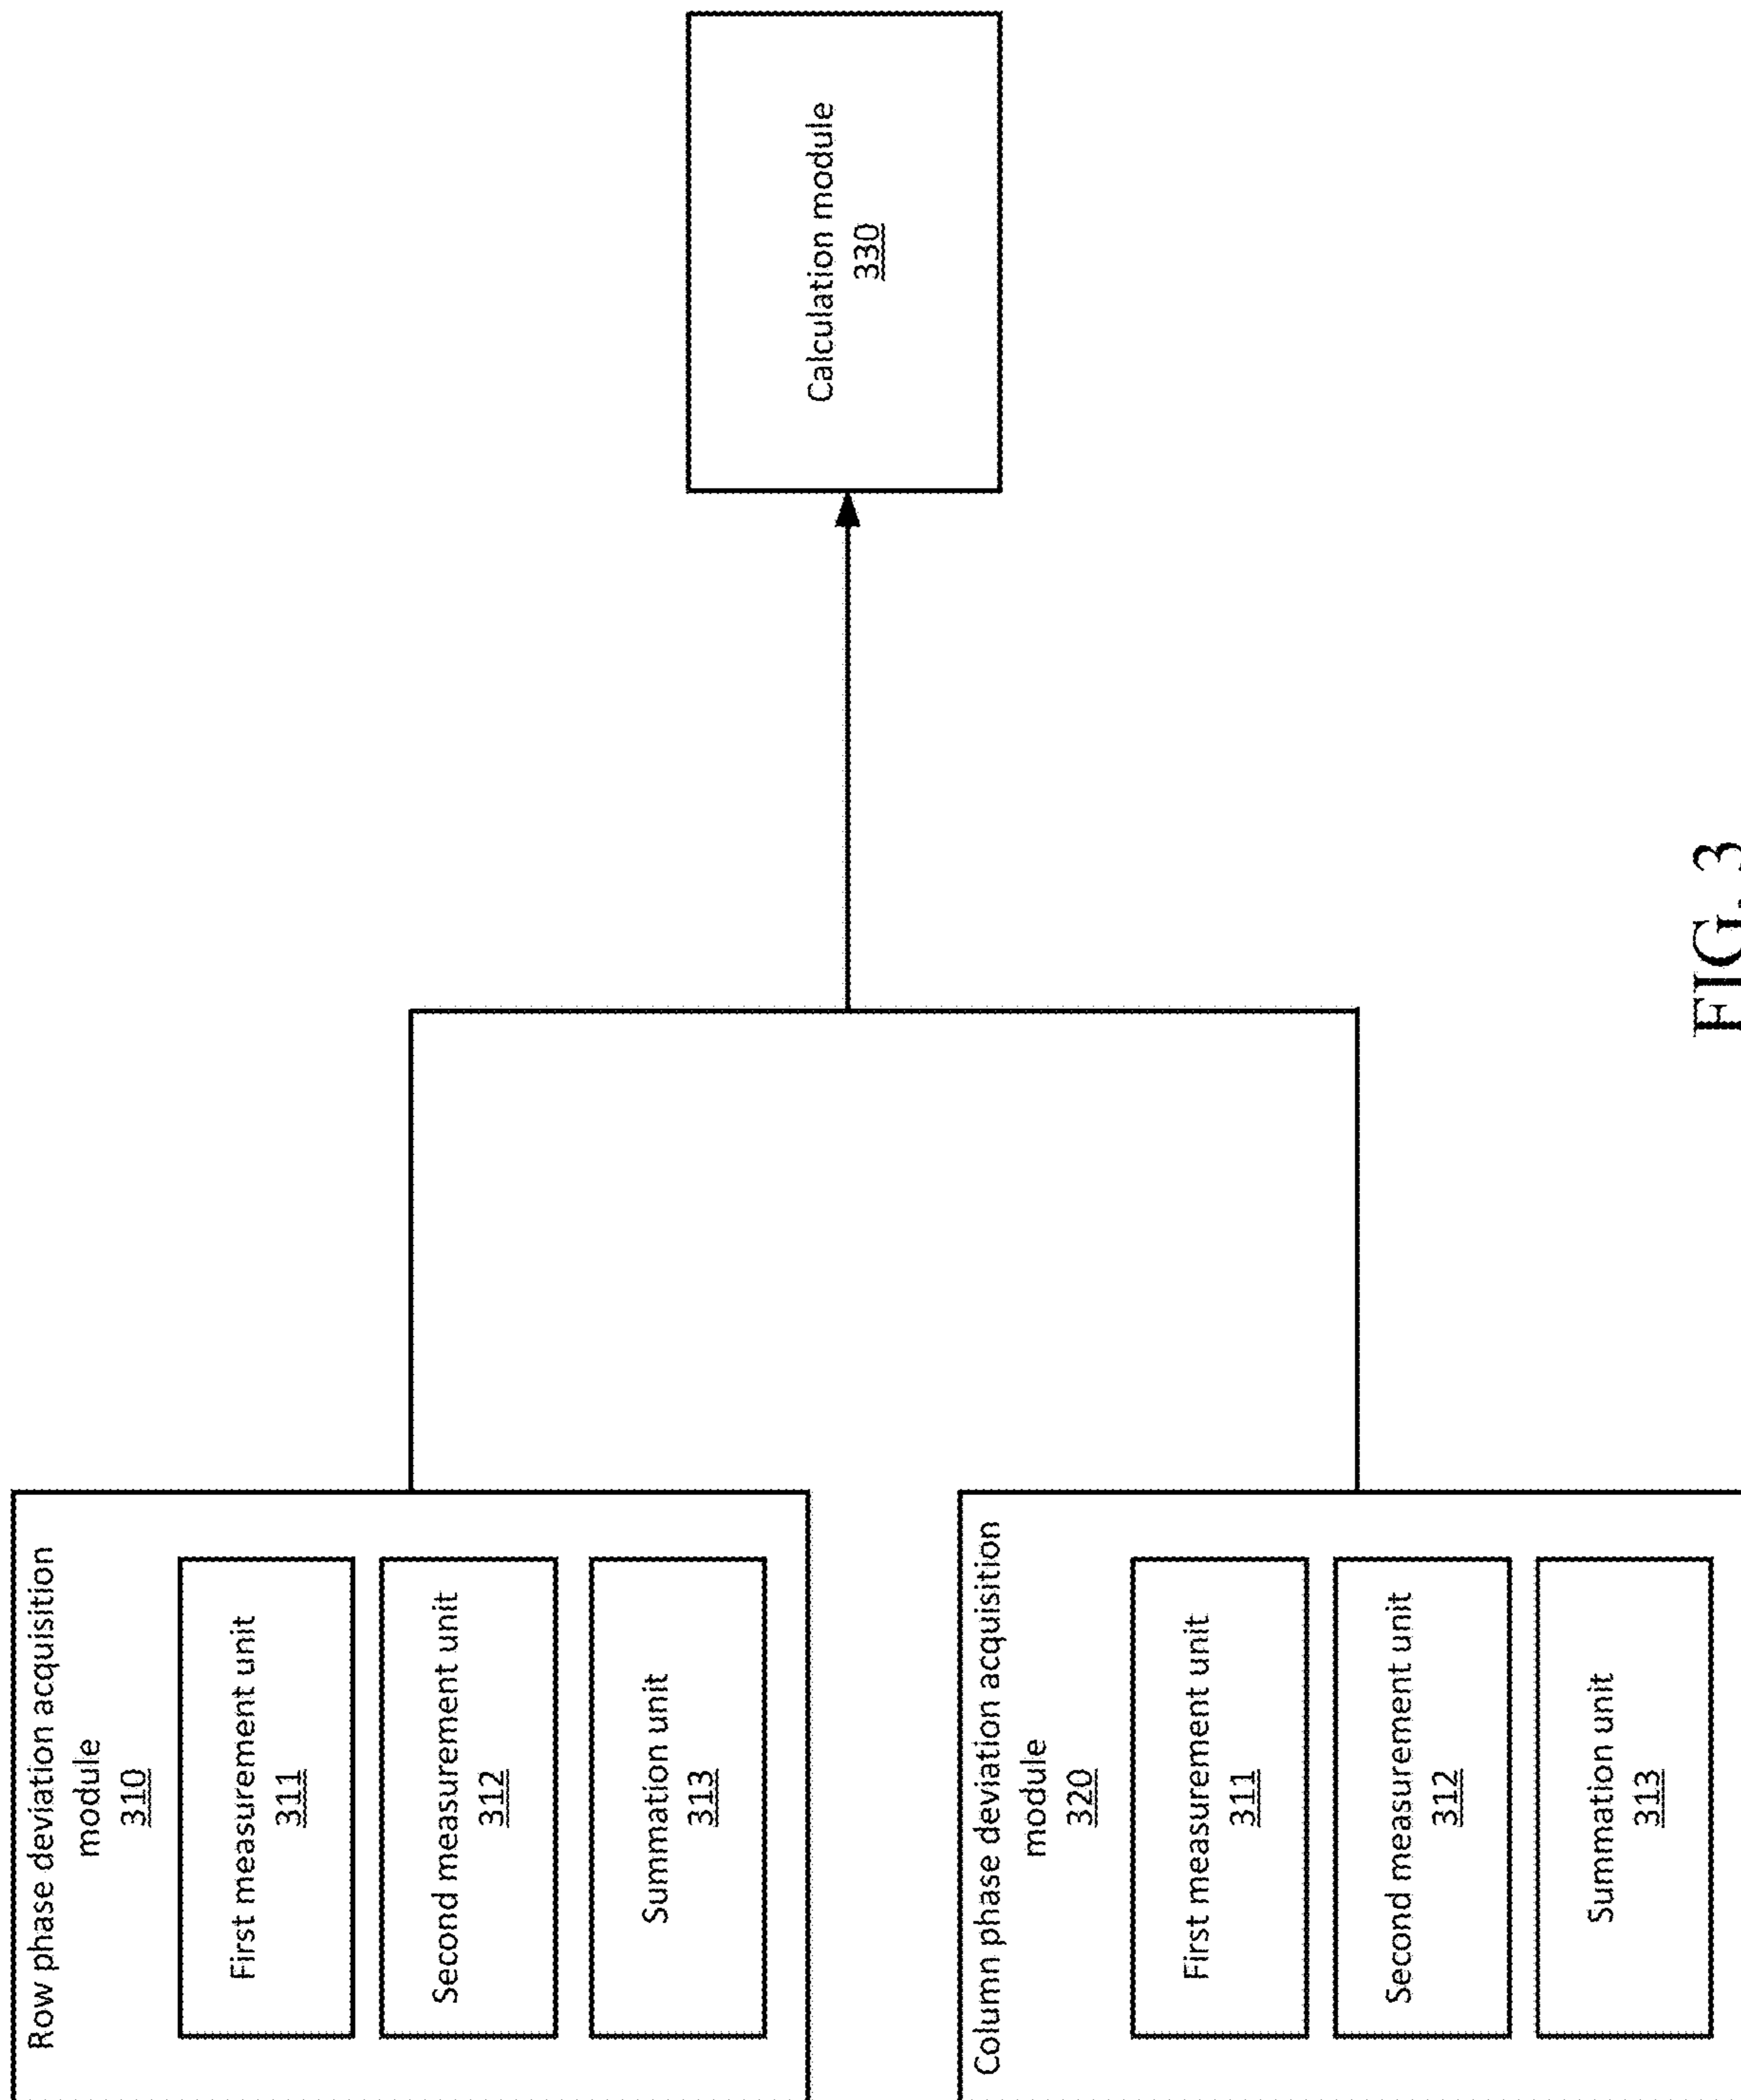 Row phase deviation acquisition
module
310
First measurement unit
311
Second measurement unit
312
Summation unit
313
Column phase deviation acquisition
module
320
First measurement unit
311
Second measurement unit
312
Summation unit
313
Calculation module
330
FIG. 3